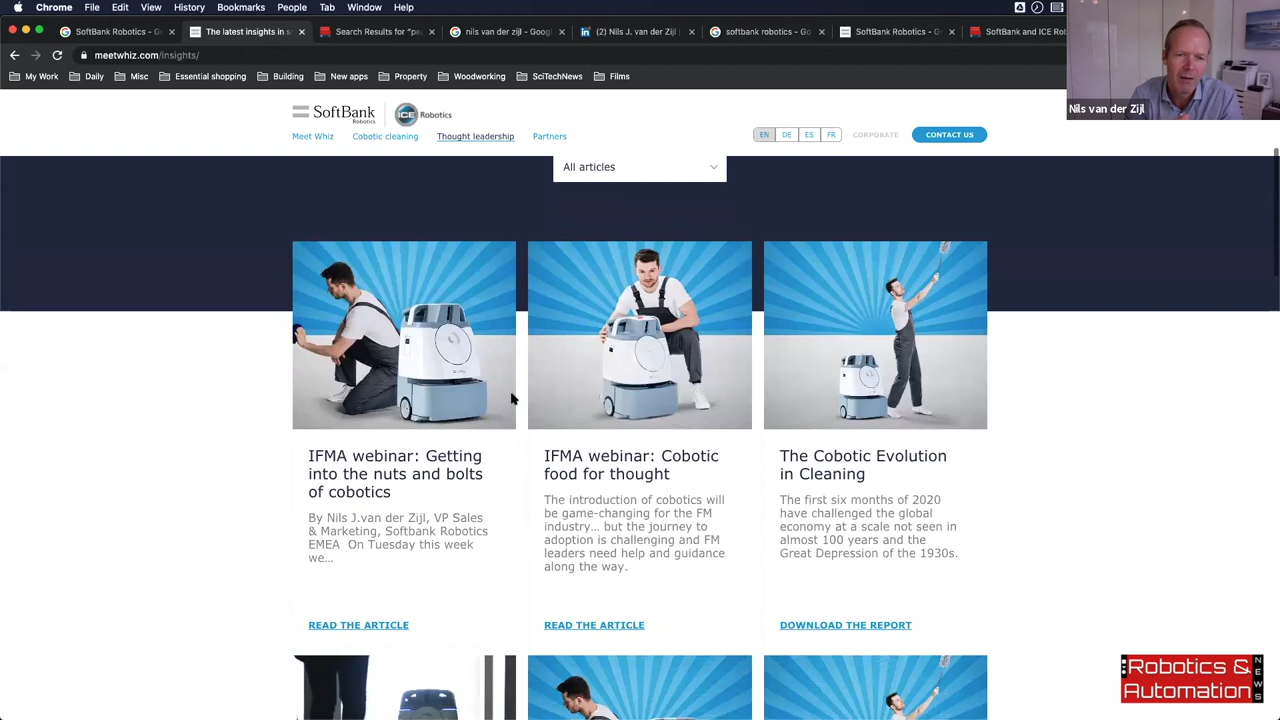 Chrome File Edit View History Bookmarks People Tab Window Help
SoftBank Robotics - G
The latest insights in s
Search Results for "pe
nils van der zijl - Goog
(2) Nils J. van der Zijl |
softbank robotics - Go
SoftBank Robotics - G
SoftBank and ICE Rob
meetwhiz.com/insights/
My Work Daily Misc Essential shopping Building New apps Property Woodworking SciTechNews Films
Nils van der Zijl
SoftBank
Robotics
ICE Robotics
Meet Whiz Cobotic cleaning Thought leadership Partners
EN DE ES FR CORPORATE CONTACT US
All articles
IFMA webinar: Getting
into the nuts and bolts
of cobotics
By Nils J.van der Zijl, VP Sales
& Marketing, Softbank Robotics
EMEA On Tuesday this week
we...
READ THE ARTICLE
IFMA webinar: Cobotic
food for thought
The introduction of cobotics will
be game-changing for the FM
industry... but the journey to
adoption is challenging and FM
leaders need help and guidance
along the way.
READ THE ARTICLE
The Cobotic Evolution
in Cleaning
The first six months of 2020
have challenged the global
economy at a scale not seen in
almost 100 years and the
Great Depression of the 1930s.
DOWNLOAD THE REPORT
Robotics &
Automation
NEWS